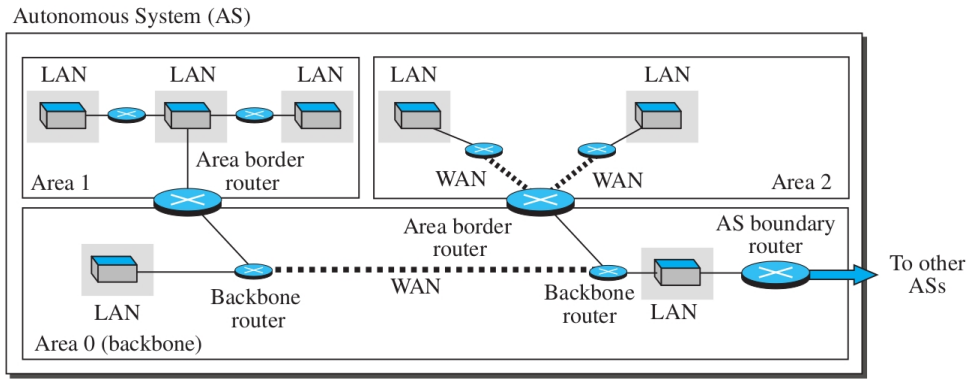 Autonomous System (AS)
LAN
LAN
LAN
Area border
router
Area 1
LAN
LAN
WAN
WAN
Area 2
Area border
router
AS boundary
router
To other
ASs
LAN
Backbone
router
WAN
Backbone
router
LAN
Area 0 (backbone)